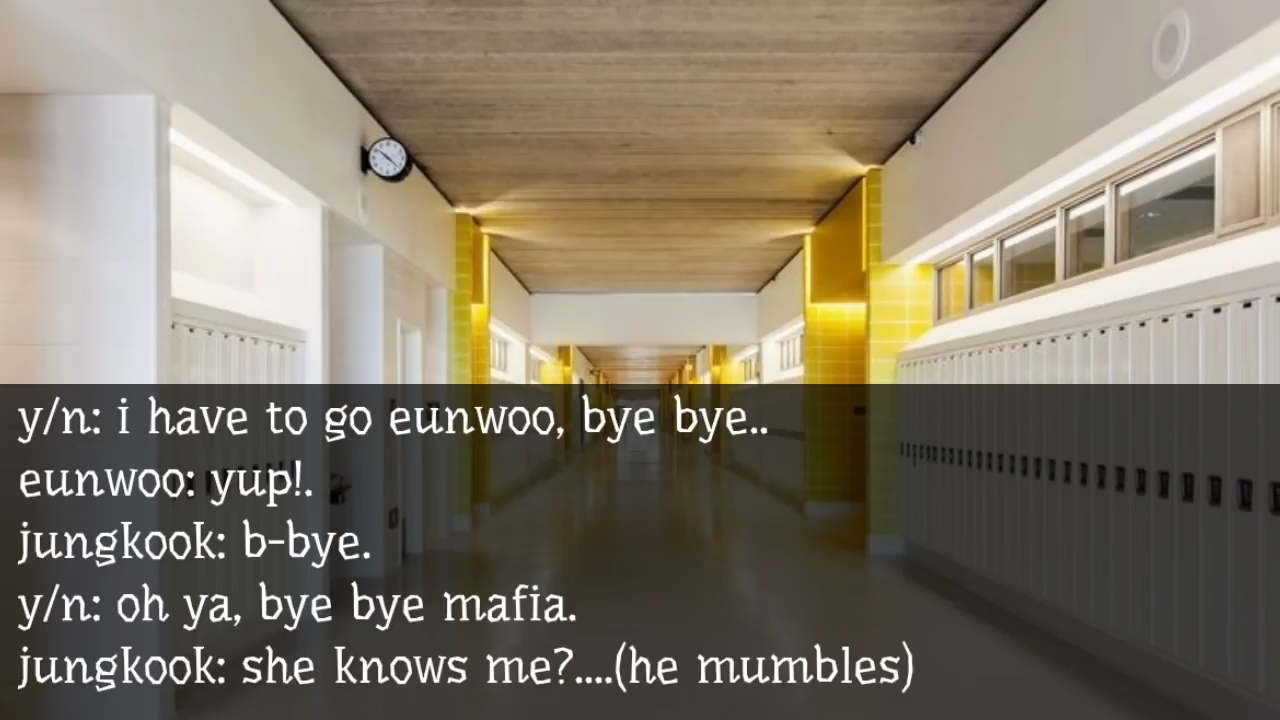 y/n: i have to go eunwoo, bye bye..
eunwoo: yup!.
jungkook: b-bye.
y/n: oh ya, bye bye mafia.
jungkook: she knows me?....(he mumbles)